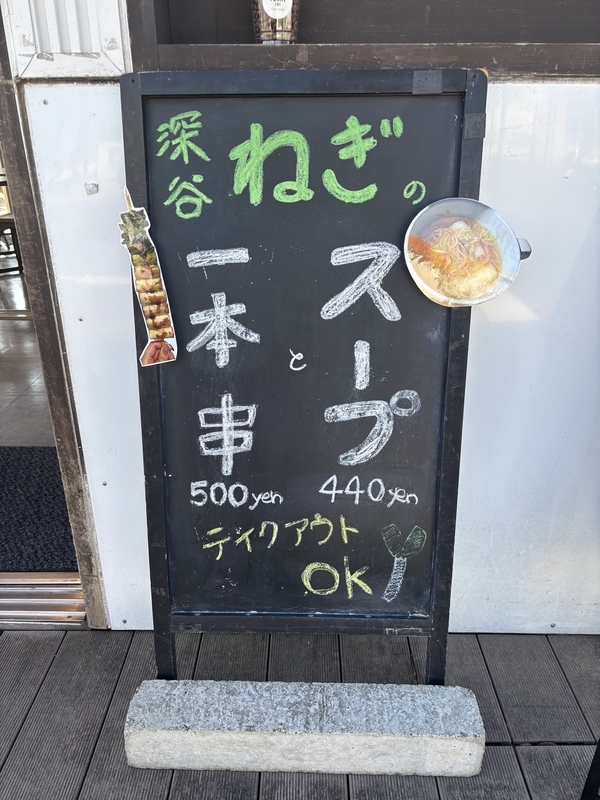 深谷ねぎの
スープ
と
一本串
440yen
500yen
テイクアウト
OK